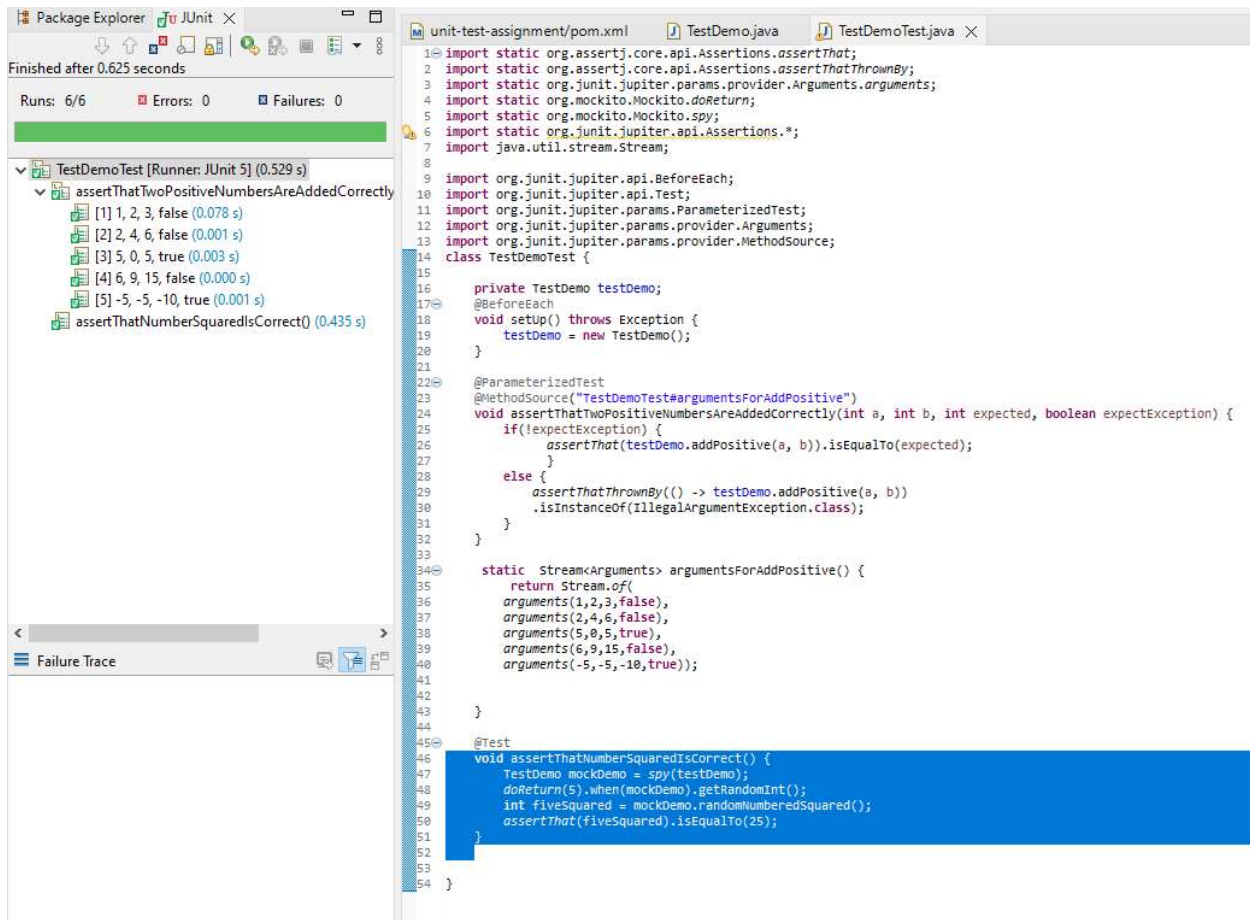 Package Explorer JUnit
Finished after 0.625 seconds
Runs: 6/6 Errors: 0 Failures: 0
TestDemoTest [Runner: JUnit 5] (0.529 s)
assertThatTwoPositiveNumbersAreAddedCorrectly
[1] 1, 2, 3, false (0.078 s)
[2] 2, 4, 6, false (0.001 s)
[3] 5, 0, 5, true (0.003 s)
[4] 6, 9, 15, false (0.000 s)
[5] -5, -5, -10, true (0.001 s)
assertThatNumberSquaredIsCorrect() (0.435 s)
Failure Trace
unit-test-assignment/pom.xml TestDemo.java TestDemoTest.java
1 import static org.assertj.core.api.Assertions.assertThat;
2 import static org.assertj.core.api.Assertions.assertThatThrownBy;
3 import static org.junit.jupiter.params.provider.Arguments.arguments;
4 import static org.mockito.Mockito.doReturn;
5 import static org.mockito.Mockito.spy;
6 import static org.junit.jupiter.api.Assertions.*;
7 import java.util.stream.Stream;
8
9 import org.junit.jupiter.api.BeforeEach;
10 import org.junit.jupiter.api.Test;
11 import org.junit.jupiter.params.ParameterizedTest;
12 import org.junit.jupiter.params.provider.Arguments;
13 import org.junit.jupiter.params.provider.MethodSource;
14 class TestDemoTest {
15
16 private TestDemo testDemo;
17 @BeforeEach
18 void setUp() throws Exception {
19 testDemo = new TestDemo();
20 }
21
22 @ParameterizedTest
23 @MethodSource("TestDemoTest#argumentsForAddPositive")
24 void assertThatTwoPositiveNumbersAreAddedCorrectly(int a, int b, int expected, boolean expectException) {
25 if(!expectException) {
26 assertThat(testDemo.addPositive(a, b)).isEqualTo(expected);
27 }
28 else {
29 assertThatThrownBy(() -> testDemo.addPositive(a, b))
30 .isInstanceOf(IllegalArgumentException.class);
31 }
32 }
33
34 static Stream<Arguments> argumentsForAddPositive() {
35 return Stream.of(
36 arguments(1,2,3,false),
37 arguments(2,4,6,false),
38 arguments(5,0,5,true),
39 arguments(6,9,15,false),
40 arguments(-5,-5,-10,true));
41
42
43 }
44
45 @Test
46 void assertThatNumberSquaredIsCorrect() {
47 TestDemo mockDemo = spy(testDemo);
48 doReturn(5).when(mockDemo).getRandomInt();
49 int fiveSquared = mockDemo.randomNumberedSquared();
50 assertThat(fiveSquared).isEqualTo(25);
51 }
52
53
54 }